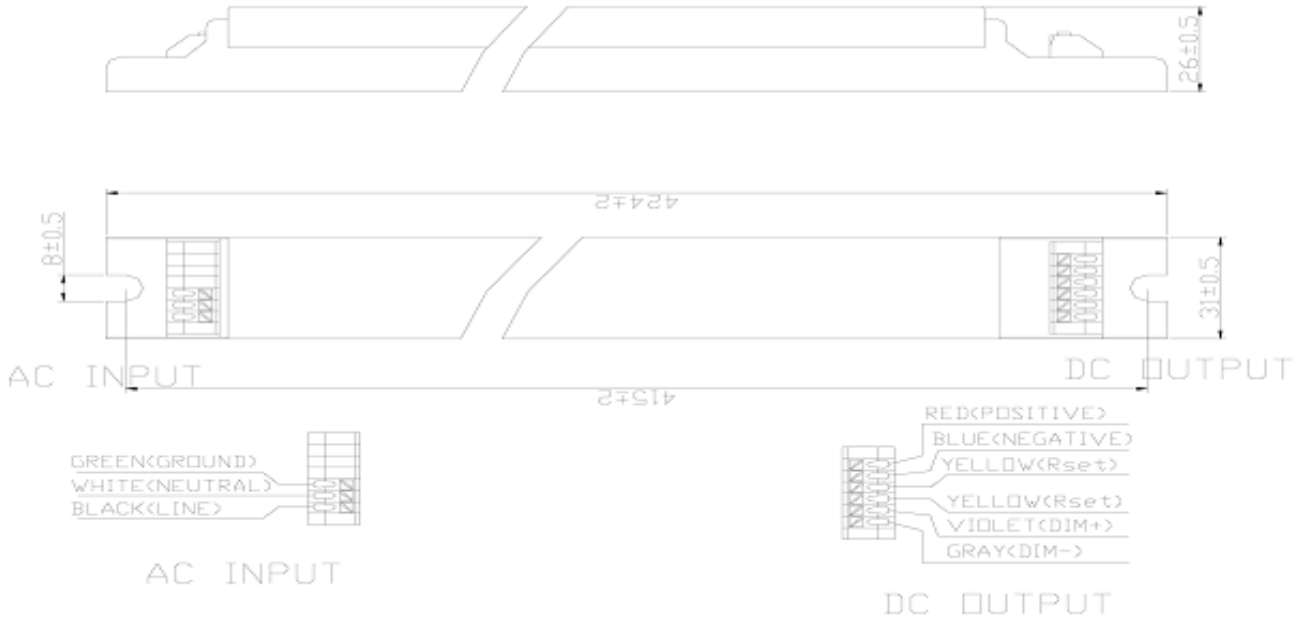 26±0.5
424±2
8±0.5
31±0.5
AC INPUT
DC OUTPUT
415±2
RED(POSITIVE)
BLUE(NEGATIVE)
GREEN(GROUND)
YELLOW(Rset)
WHITE(NEUTRAL)
YELLOW(Rset)
BLACK(LINE)
VIOLET(DIM+)
GRAY(DIM-)
AC INPUT
DC OUTPUT